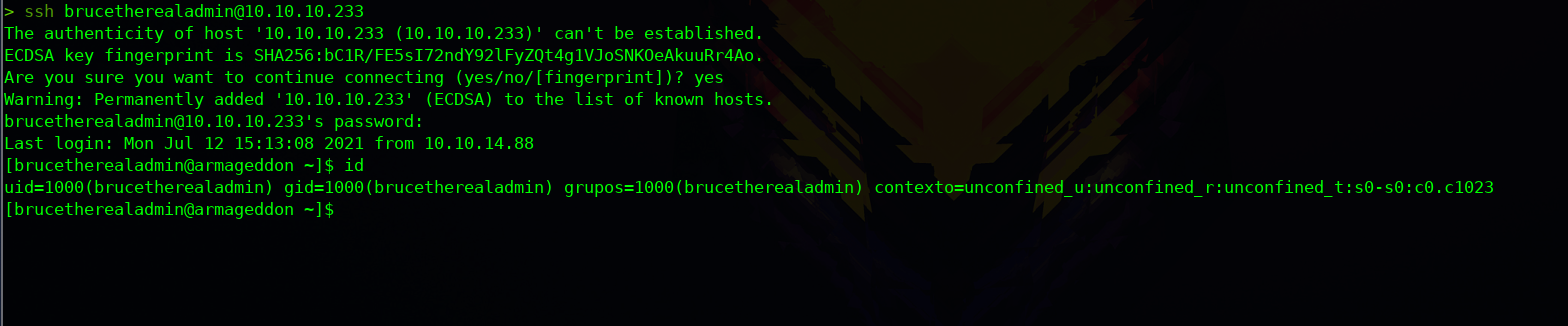 > ssh brucetherealadmin@10.10.10.233
The authenticity of host '10.10.10.233 (10.10.10.233)' can't be established.
ECDSA key fingerprint is SHA256:bC1R/FE5sI72ndY92lFyZQt4g1VJoSNKOeAkuuRr4Ao.
Are you sure you want to continue connecting (yes/no/[fingerprint])? yes
Warning: Permanently added '10.10.10.233' (ECDSA) to the list of known hosts.
brucetherealadmin@10.10.10.233's password:
Last login: Mon Jul 12 15:13:08 2021 from 10.10.14.88
[brucetherealadmin@armageddon ~]$ id
uid=1000(brucetherealadmin) gid=1000(brucetherealadmin) grupos=1000(brucetherealadmin) contexto=unconfined_u:unconfined_r:unconfined_t:s0-s0:c0.c1023
[brucetherealadmin@armageddon ~]$